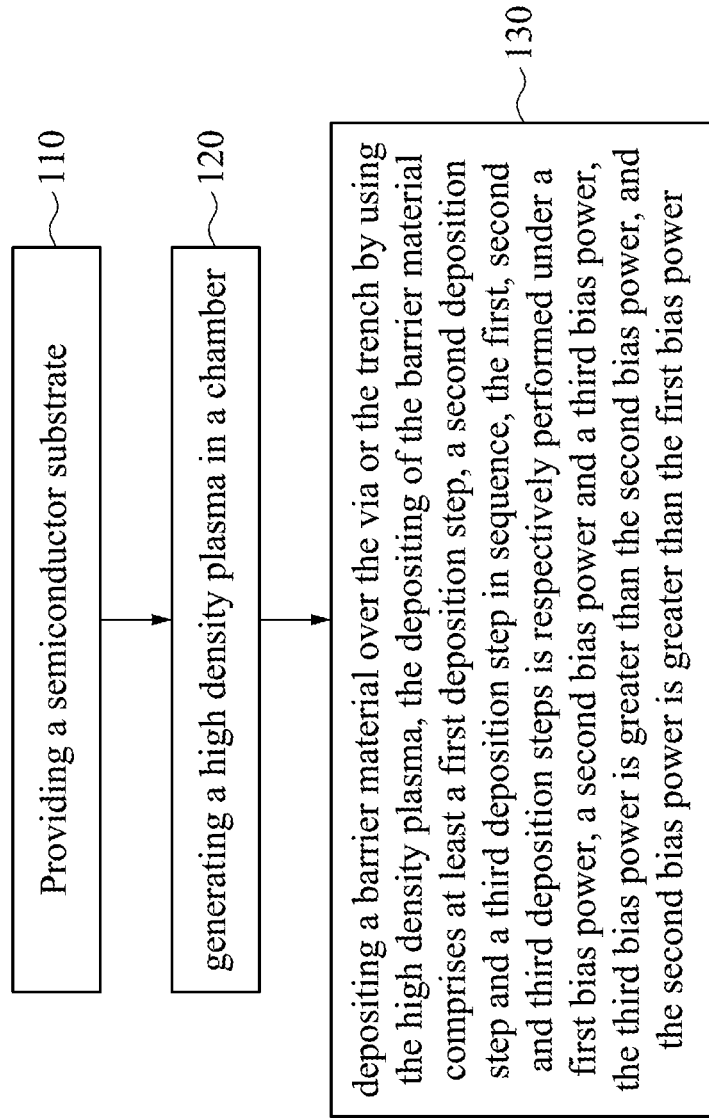 110
Providing a semiconductor substrate
120
generating a high density plasma in a chamber
130
depositing a barrier material over the via or the trench by using
the high density plasma, the depositing of the barrier material
comprises at least a first deposition step, a second deposition
step and a third deposition step in sequence, the first, second
and third deposition steps is respectively performed under a
first bias power, a second bias power and a third bias power,
the third bias power is greater than the second bias power, and
the second bias power is greater than the first bias power